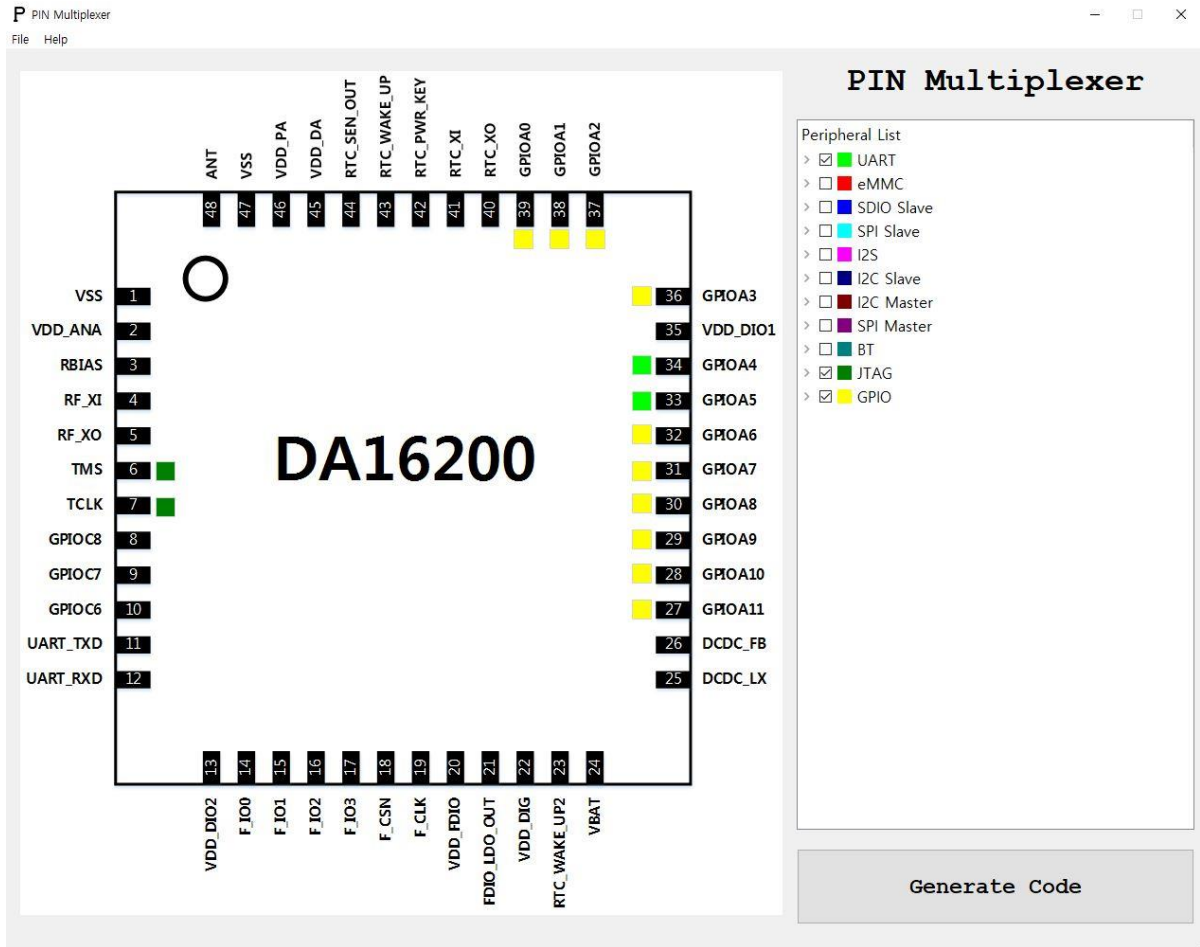 P PIN Multiplexer
File Help
PIN Multiplexer
ANT
VSS
VDD_PA
VDD_DA
RTC_SEN_OUT
RTC_WAKE_UP
RTC_PWR_KEY
RTC_XI
RTC_XO
GPIOA0
GPIOA1
GPIOA2
48 47 46 45 44 43 42 41 40 39 38 37
VSS 1
VDD_ANA 2
RBIAS 3
RF_XI 4
RF_XO 5
TMS 6
TCLK 7
GPIOC8 8
GPIOC7 9
GPIOC6 10
UART_TXD 11
UART_RXD 12
DA16200
36 GPIOA3
35 VDD_DIO1
34 GPIOA4
33 GPIOA5
32 GPIOA6
31 GPIOA7
30 GPIOA8
29 GPIOA9
28 GPIOA10
27 GPIOA11
26 DCDC_FB
25 DCDC_LX
13 14 15 16 17 18 19 20 21 22 23 24
VDD_DIO2
F_IO0
F_IO1
F_IO2
F_IO3
F_CSN
F_CLK
VDD_FDIO
FDIO_LDO_OUT
VDD_DIG
RTC_WAKE_UP2
VBAT
Peripheral List
UART
eMMC
SDIO Slave
SPI Slave
I2S
I2C Slave
I2C Master
SPI Master
BT
JTAG
GPIO
Generate Code